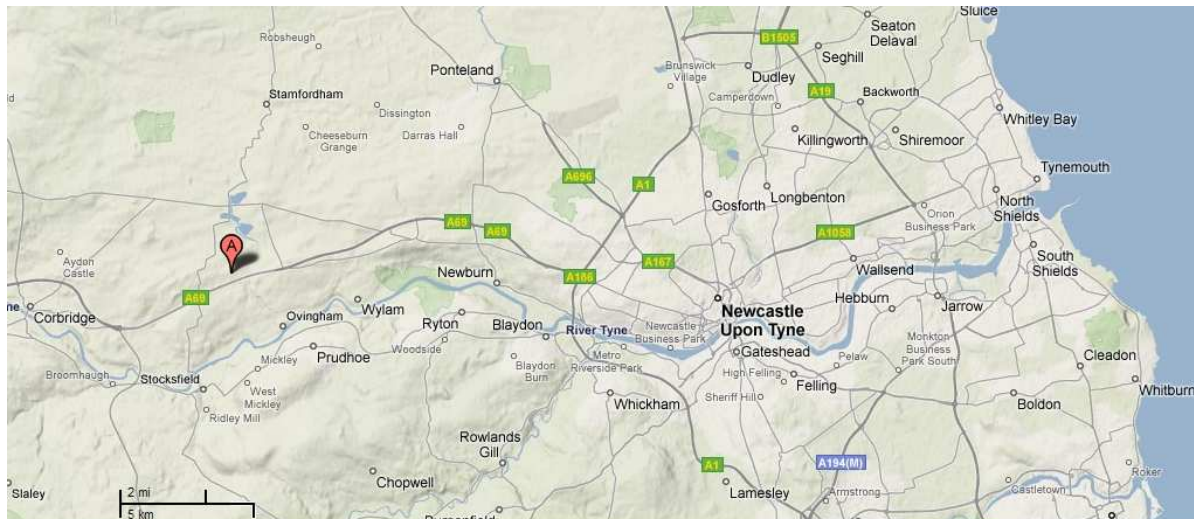 Sluice
Seaton
Delaval
B1505
Robsheugh
Seghill
Ponteland
Brunswick
Village
Dudley
A19
Camperdown
Backworth
Stamfordham
Dissington
Whitley Bay
Cheeseburn
Grange
Darras Hall
Killingworth
Shiremoor
Tynemouth
A696
A1
Longbenton
Gosforth
North
Shields
Orion
Business Park
A69
A69
A1058
A
South
Shields
Aydon
Castle
A167
Wallsend
Newburn
A186
A69
Hebburn
Jarrow
Corbridge
Wylam
Newcastle
Upon Tyne
Ovingham
Ryton
Blaydon
River Tyne
Newcastle
Business Park
Monkton
Business
Park South
Woodside
Mickley
Prudhoe
Metro
Riverside Park
Gateshead
Pelaw
Cleadon
Broomhaugh
Stocksfield
West
Mickley
Blaydon
Burn
High Felling
Felling
Whitburn
Ridley Mill
Whickham
Sheriff Hill
Boldon
Rowlands
Gill
A1
A194(M)
Roker
Chopwell
Lamesley
Castletown
Slaley
Armstrong
2 mi
5 km